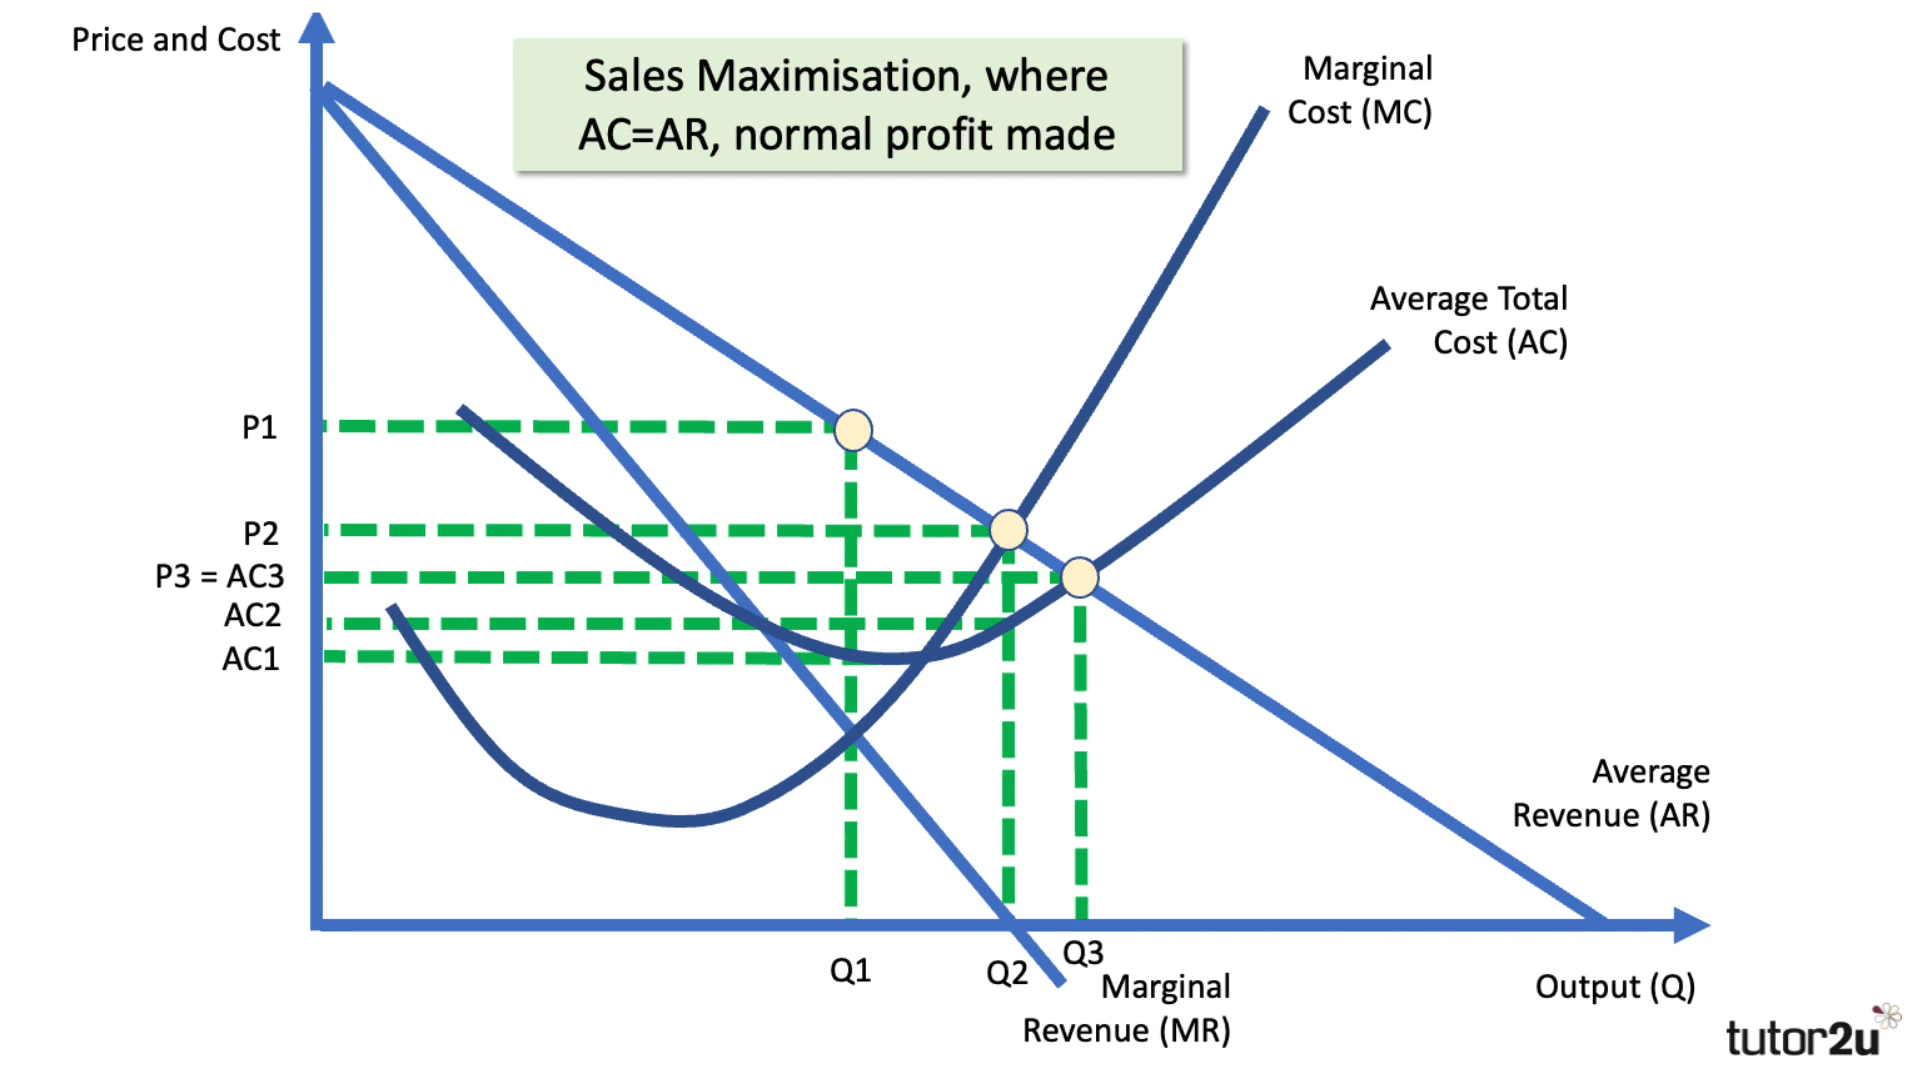 Price and Cost
Sales Maximisation, where
AC=AR, normal profit made
Marginal
Cost (MC)
Average Total
Cost (AC)
P1
P2
P3 = AC3
AC2
AC1
Average
Revenue (AR)
Q1
Q2
Q3
Marginal
Revenue (MR)
Output (Q)
tutor2u